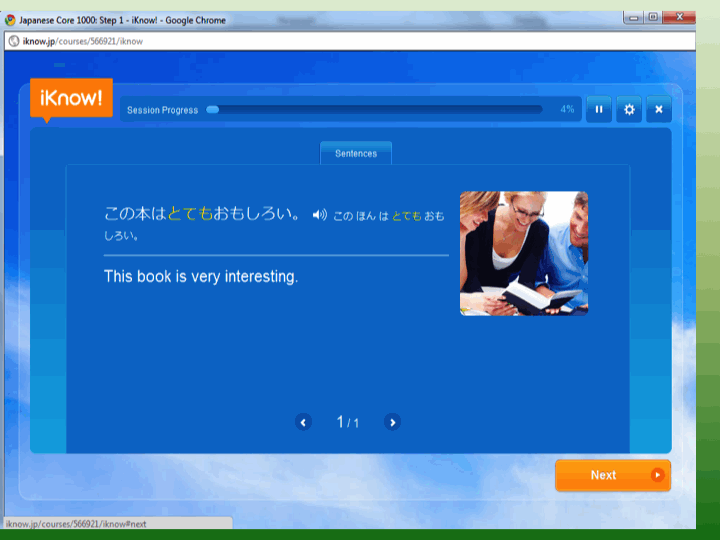 Japanese Core 1000: Step 1 - iKnow! - Google Chrome
iknow.jp/courses/566921/iknow
iKnow!
Session Progress 4%
Sentences
この本はとてもおもしろい。 この ほん は とても おも
しろい。
This book is very interesting.
1 / 1
Next
iknow.jp/courses/566921/iknow#next